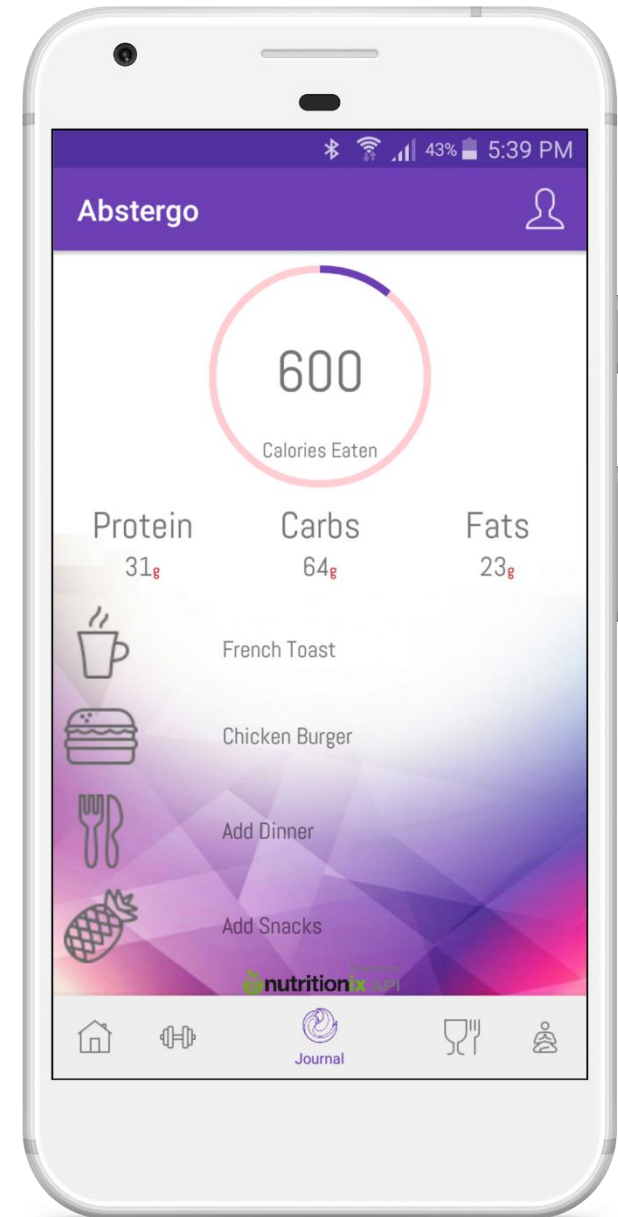 43% 5:39 PM
Abstergo
600
Calories Eaten
Protein Carbs Fats
31g 64g 23g
French Toast
Chicken Burger
Add Dinner
Add Snacks
nutritionix API
Journal